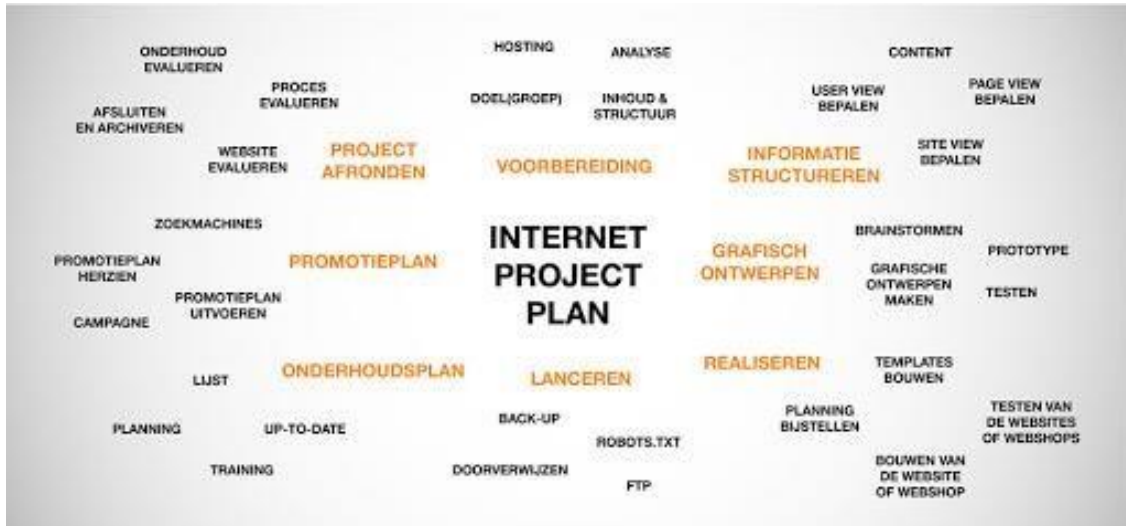 ONDERHOUD
EVALUEREN
PROCES
EVALUEREN
AFSLUITEN
EN ARCHIVEREN
WEBSITE
EVALUEREN
PROJECT
AFRONDEN
HOSTING
ANALYSE
DOEL(GROEP)
INHOUD &
STRUCTUUR
VOORBEREIDING
CONTENT
USER VIEW
BEPALEN
PAGE VIEW
BEPALEN
SITE VIEW
BEPALEN
INFORMATIE
STRUCTUREREN
ZOEKMACHINES
PROMOTIEPLAN
HERZIEN
PROMOTIEPLAN
PROMOTIEPLAN
UITVOEREN
CAMPAGNE
INTERNET
PROJECT
PLAN
GRAFISCH
ONTWERPEN
BRAINSTORMEN
PROTOTYPE
GRAFISCHE
ONTWERPEN
MAKEN
TESTEN
ONDERHOUDSPLAN
LIJST
PLANNING
UP-TO-DATE
TRAINING
LANCEREN
BACK-UP
ROBOTS.TXT
DOORVERWIJZEN
FTP
REALISEREN
TEMPLATES
BOUWEN
PLANNING
BIJSTELLEN
TESTEN VAN
DE WEBSITES
OF WEBSHOPS
BOUWEN VAN
DE WEBSITE
OF WEBSHOP